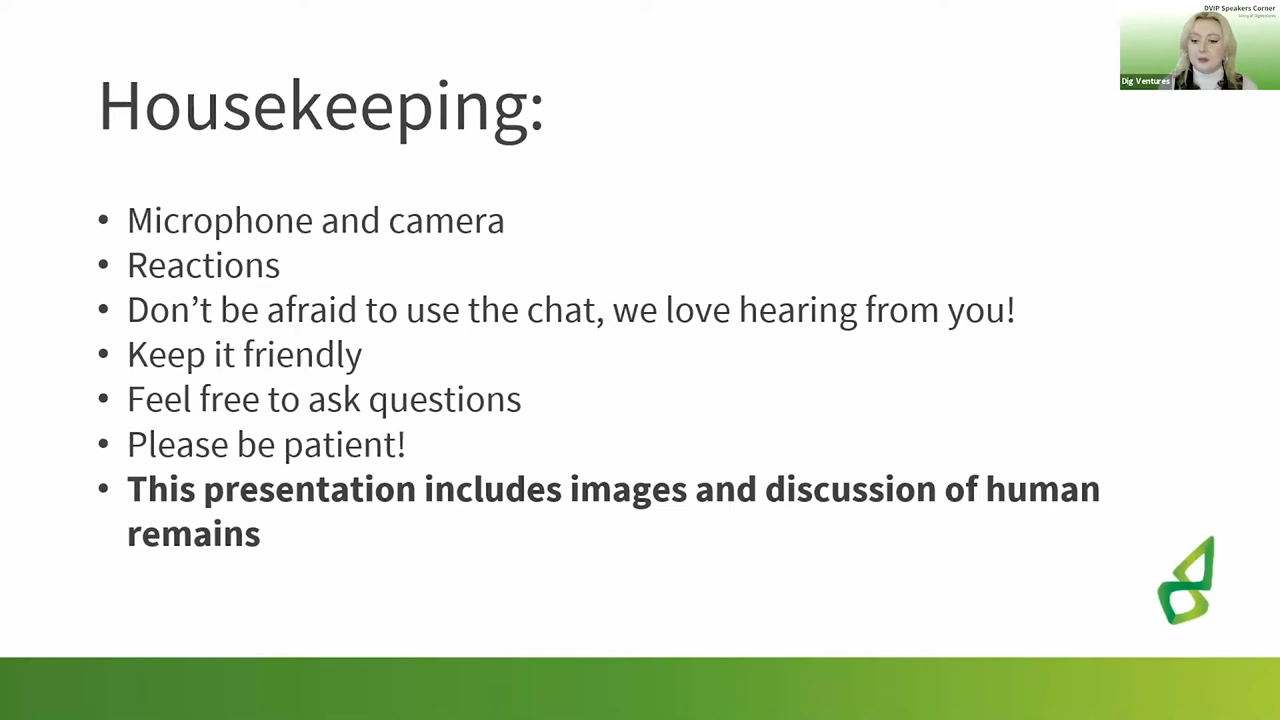 DVIP Speakers Corner
Dig Ventures
Housekeeping:
• Microphone and camera
• Reactions
• Don’t be afraid to use the chat, we love hearing from you!
• Keep it friendly
• Feel free to ask questions
• Please be patient!
• This presentation includes images and discussion of human
remains